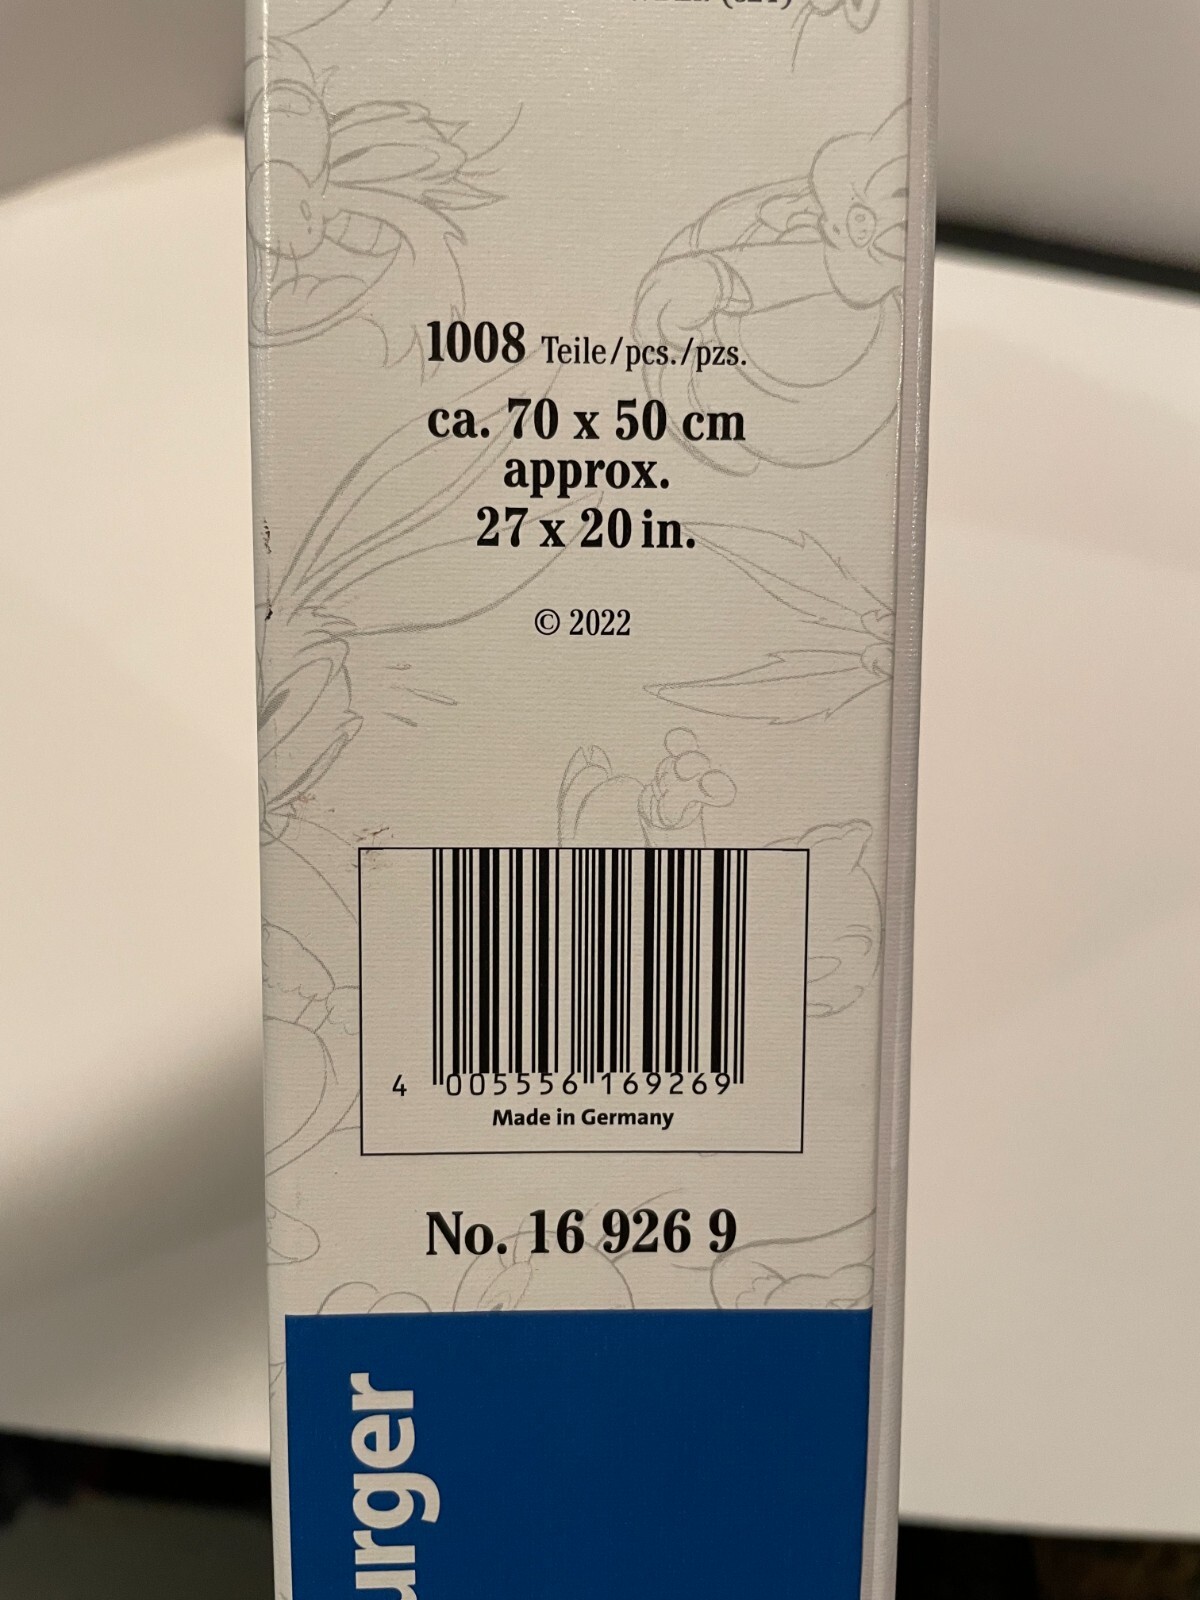 1008 Teile/pcs./pzs.
ca. 70 x 50 cm
approx.
27 x 20 in.
© 2022
4 005556 169269
Made in Germany
No. 16 926 9
urger